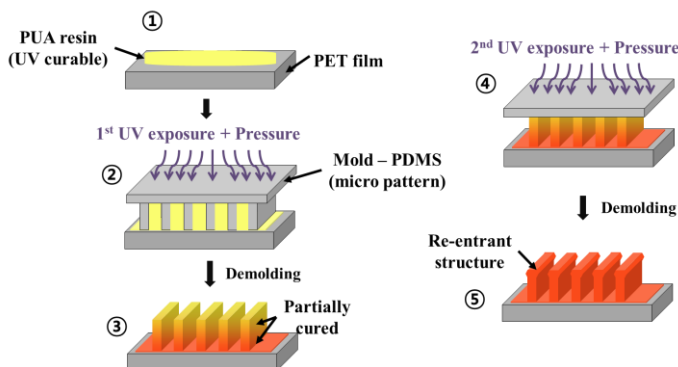 ①
PUA resin
(UV curable)
PET film
1st UV exposure + Pressure
②
Mold – PDMS
(micro pattern)
Demolding
③
Partially
cured
2nd UV exposure + Pressure
④
Demolding
Re-entrant
structure
⑤